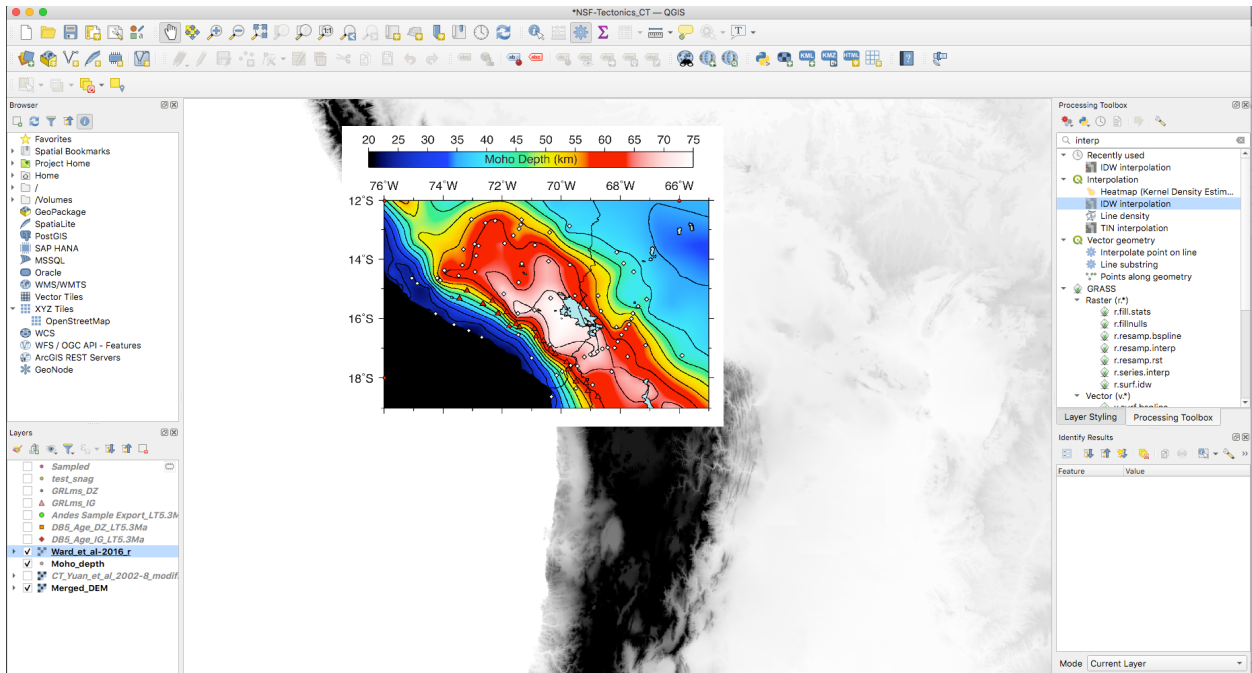 *NSF-Tectonics_CT — QGIS
Browser
Favorites
Spatial Bookmarks
Project Home
Home
/
/Volumes
GeoPackage
SpatiaLite
PostGIS
SAP HANA
MSSQL
Oracle
WMS/WMTS
Vector Tiles
XYZ Tiles
OpenStreetMap
WCS
WFS / OGC API - Features
ArcGIS REST Servers
GeoNode
Layers
Sampled
test_snag
GRLms_DZ
GRLms_IG
Andes Sample Export_LT5.3M
DB5_Age_DZ_LT5.3Ma
DB5_Age_IG_LT5.3Ma
Ward_et_al-2016_r
Moho_depth
CT_Yuan_et_al_2002-8_modif.
Merged_DEM
20 25 30 35 40 45 50 55 60 65 70 75
Moho Depth (km)
76˚W 74˚W 72˚W 70˚W 68˚W 66˚W
12˚S
14˚S
16˚S
18˚S
Processing Toolbox
interp
Recently used
IDW interpolation
Interpolation
Heatmap (Kernel Density Estim...
IDW interpolation
Line density
TIN interpolation
Vector geometry
Interpolate point on line
Line substring
Points along geometry
GRASS
Raster (r.*)
r.fill.stats
r.fillnulls
r.resamp.bspline
r.resamp.interp
r.resamp.rst
r.series.interp
r.surf.idw
Vector (v.*)
Layer Styling Processing Toolbox
Identify Results
Feature Value
Mode Current Layer